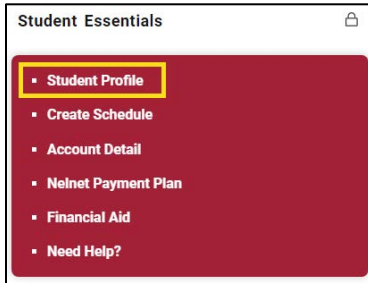 Student Essentials
Student Profile
Create Schedule
Account Detail
Nelnet Payment Plan
Financial Aid
Need Help?